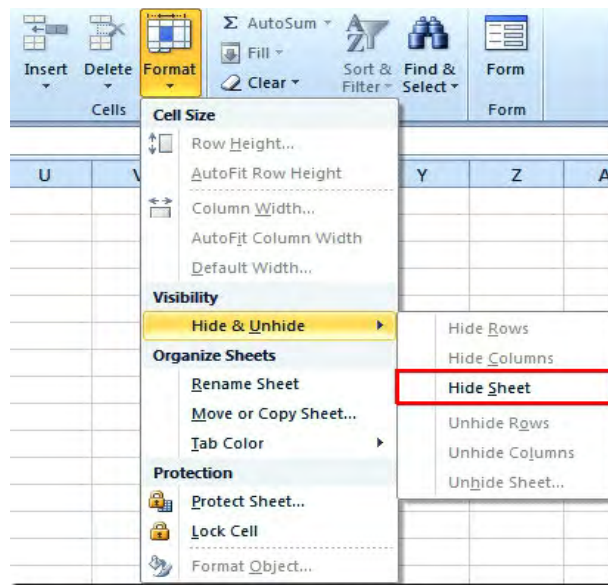 Insert
Delete
Format
Σ AutoSum
Fill
Clear
Sort &
Filter
Find &
Select
Form
Cells
Form
U
V
Y
Z
A
Cell Size
Row Height...
AutoFit Row Height
Column Width...
AutoFit Column Width
Default Width...
Visibility
Hide & Unhide
Organize Sheets
Rename Sheet
Move or Copy Sheet...
Tab Color
Protection
Protect Sheet...
Lock Cell
Format Object...
Hide Rows
Hide Columns
Hide Sheet
Unhide Rows
Unhide Columns
Unhide Sheet...